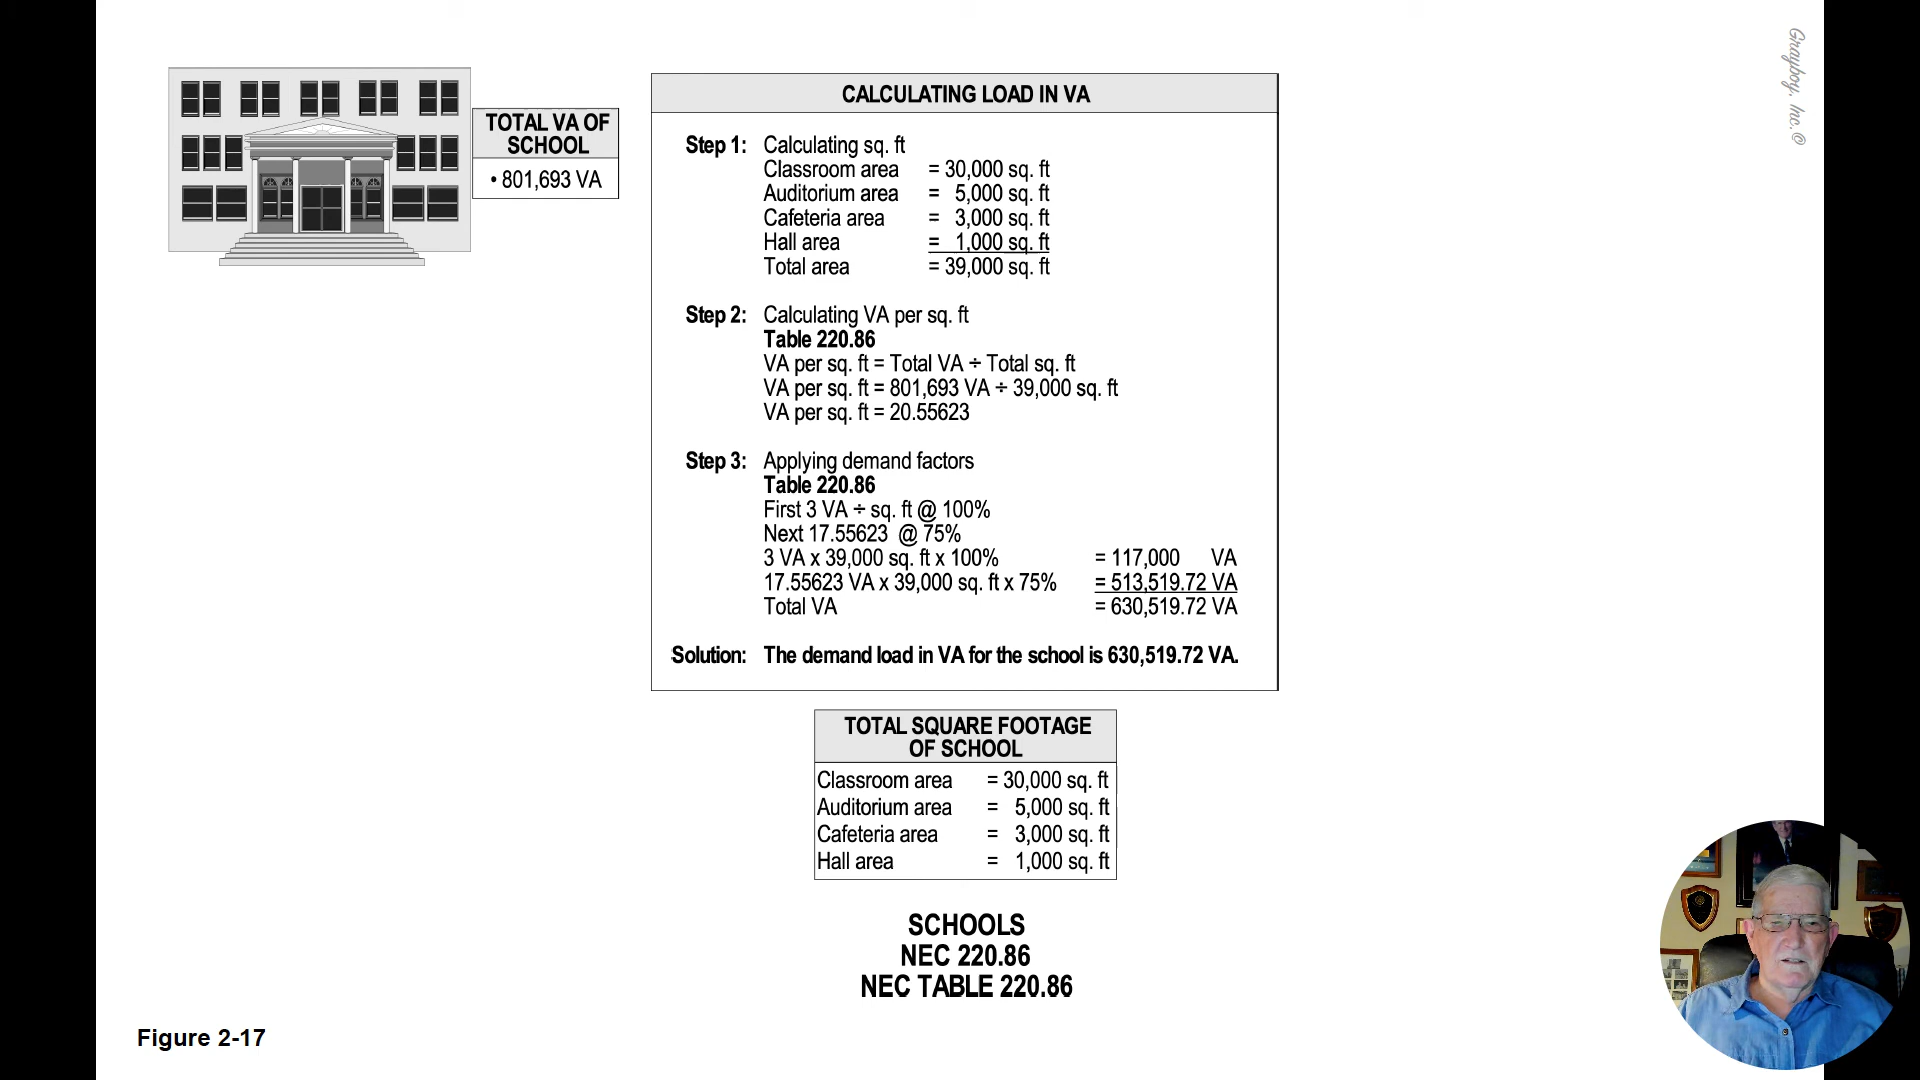 Grayboy, Inc.©
TOTAL VA OF
SCHOOL
• 801,693 VA
CALCULATING LOAD IN VA
Step 1: Calculating sq. ft
Classroom area = 30,000 sq. ft
Auditorium area = 5,000 sq. ft
Cafeteria area = 3,000 sq. ft
Hall area = 1,000 sq. ft
Total area = 39,000 sq. ft
Step 2: Calculating VA per sq. ft
Table 220.86
VA per sq. ft = Total VA ÷ Total sq. ft
VA per sq. ft = 801,693 VA ÷ 39,000 sq. ft
VA per sq. ft = 20.55623
Step 3: Applying demand factors
Table 220.86
First 3 VA ÷ sq. ft @ 100%
Next 17.55623 @ 75%
3 VA x 39,000 sq. ft x 100% = 117,000 VA
17.55623 VA x 39,000 sq. ft x 75% = 513,519.72 VA
Total VA = 630,519.72 VA
Solution: The demand load in VA for the school is 630,519.72 VA.
TOTAL SQUARE FOOTAGE
OF SCHOOL
Classroom area = 30,000 sq. ft
Auditorium area = 5,000 sq. ft
Cafeteria area = 3,000 sq. ft
Hall area = 1,000 sq. ft
SCHOOLS
NEC 220.86
NEC TABLE 220.86
Figure 2-17